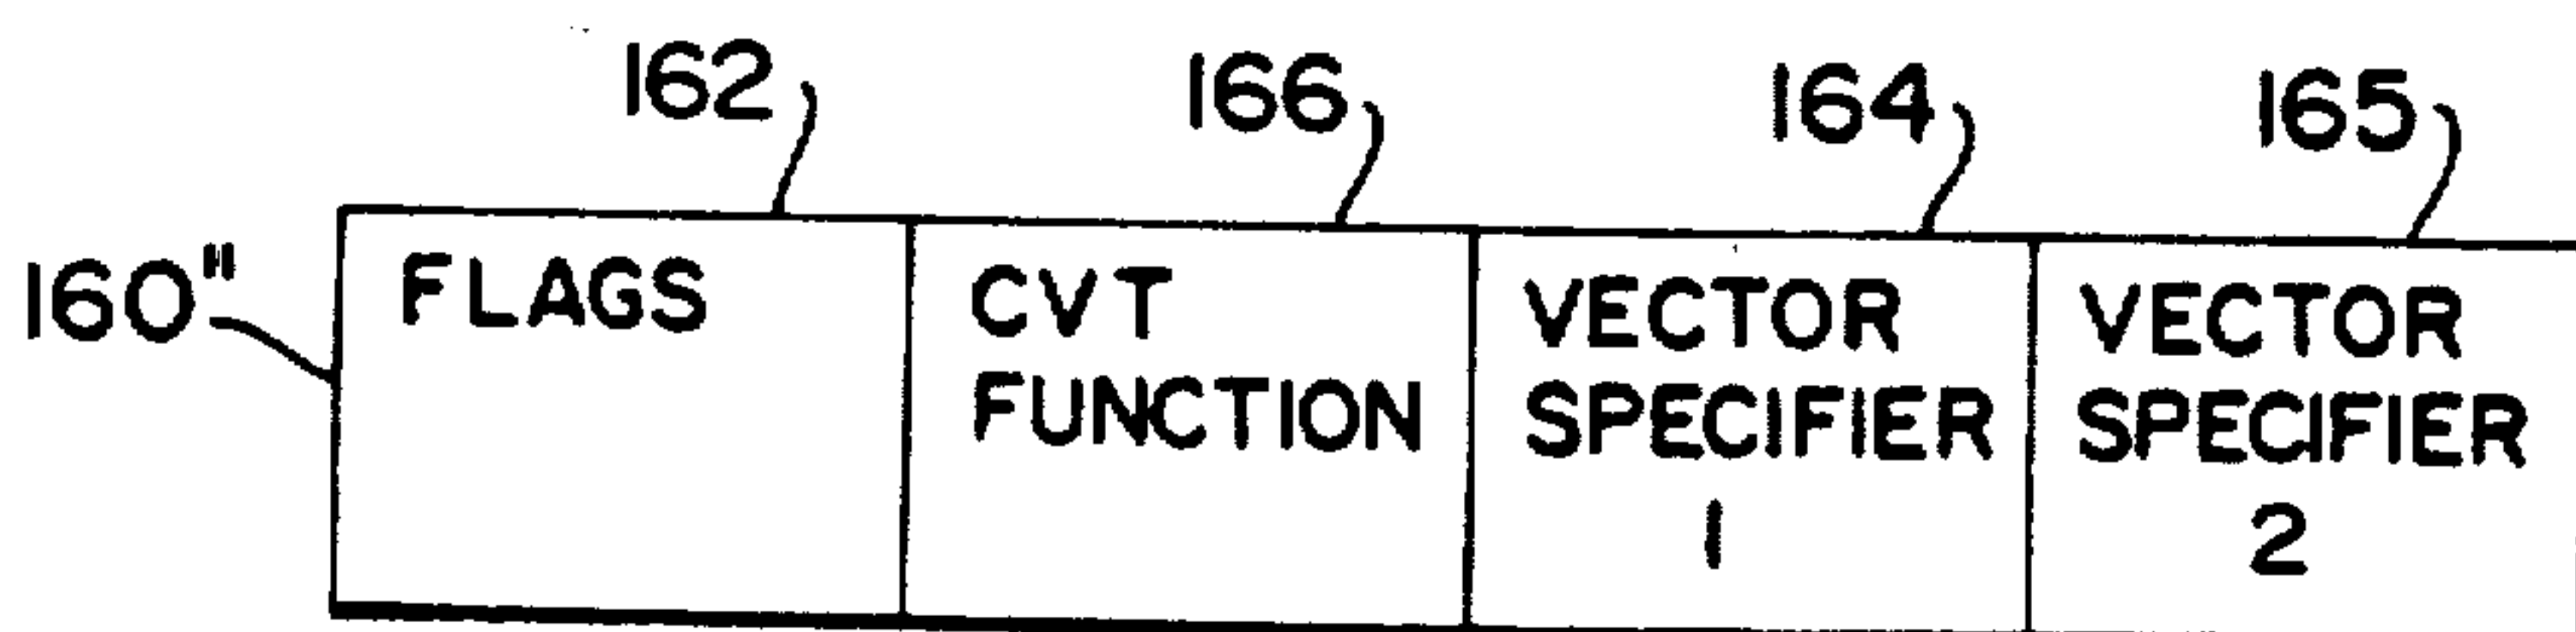 162 166 164 165
160"
FLAGS
CVT
FUNCTION
VECTOR
SPECIFIER
1
VECTOR
SPECIFIER
2